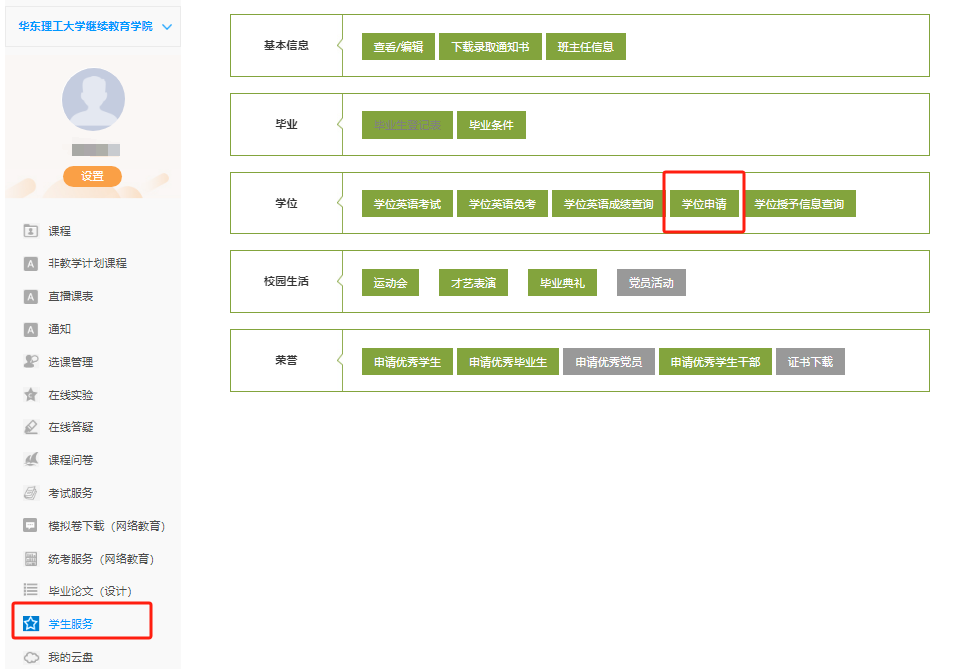 华东理工大学继续教育学院
设置
课程
非教学计划课程
直播课表
通知
选课管理
在线实验
在线答疑
课程问卷
考试服务
模拟卷下载（网络教育）
统考服务（网络教育）
毕业论文（设计）
学生服务
我的云盘
基本信息 查看/编辑 下载录取通知书 班主任信息
毕业 毕业生登记表 毕业条件
学位 学位英语考试 学位英语免考 学位英语成绩查询 学位申请 学位授予信息查询
校园生活 运动会 才艺表演 毕业典礼 党员活动
荣誉 申请优秀学生 申请优秀毕业生 申请优秀党员 申请优秀学生干部 证书下载